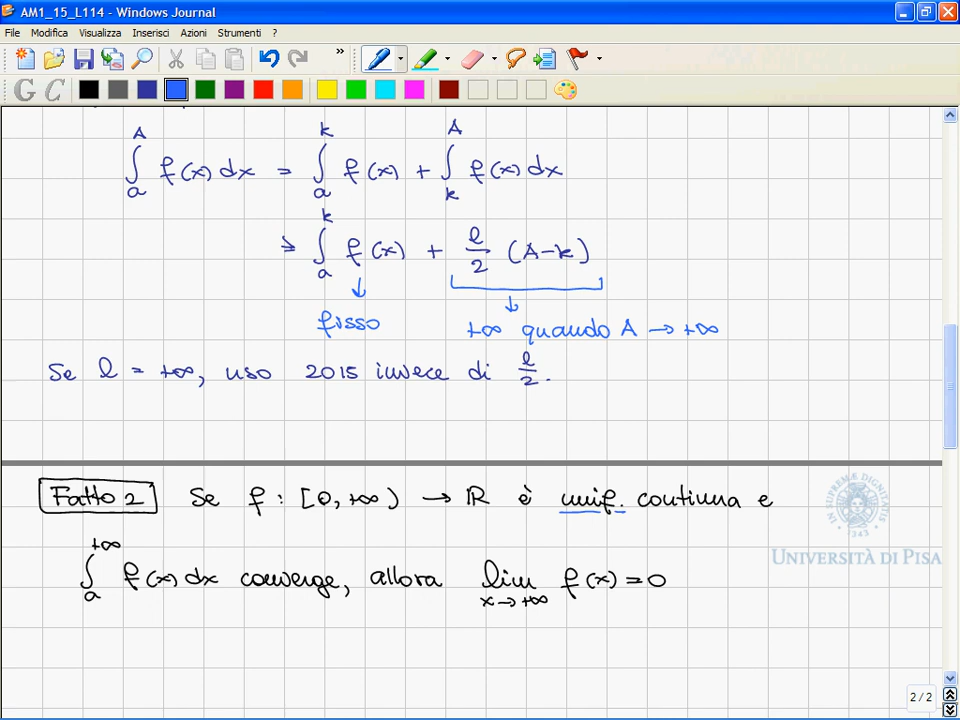 AM1_15_L114 - Windows Journal
File Modifica Visualizza Inserisci Azioni Strumenti ?
G C
∫_a^A f(x) dx = ∫_a^k f(x) + ∫_k^A f(x) dx
≥ ∫_a^k f(x) + l/2 (A-k)
↓ ↓
fisso +∞ quando A → +∞
Se l = +∞, uso 2015 invece di l/2.
Fatto 2 Se f : [0, +∞) → ℝ è unif. continua e
∫_a^{+∞} f(x) dx converge, allora lim_{x→+∞} f(x) = 0
UNIVERSITÀ DI PISA
2 / 2